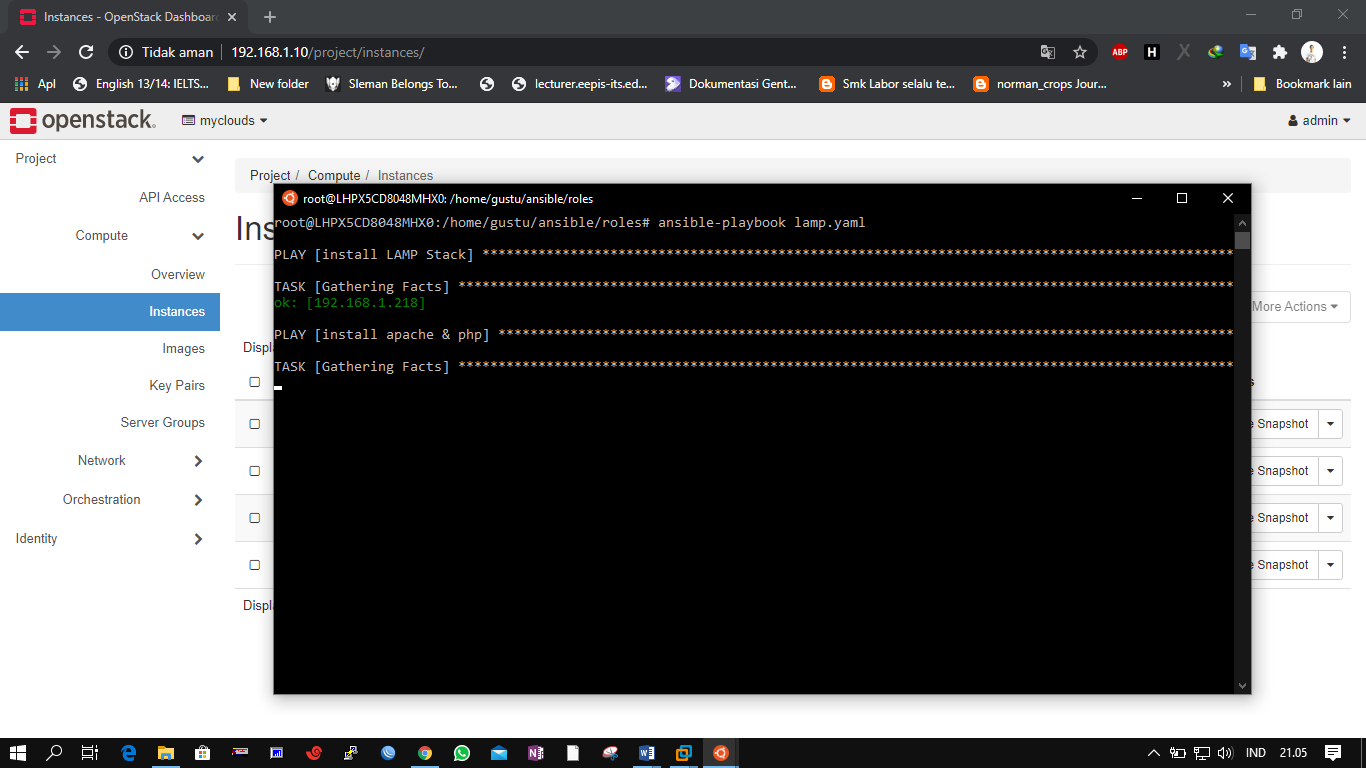 Instances - OpenStack Dashboar
Tidak aman
192.168.1.10/project/instances/
ABP
H
X
Apl
English 13/14: IELTS...
New folder
Sleman Belongs To...
lecturer.eepis-its.ed...
Dokumentasi Gent...
Smk Labor selalu te...
norman_crops Jour...
»
Bookmark lain
openstack.
myclouds
admin
Project
API Access
Compute
Overview
Instances
Images
Key Pairs
Server Groups
Network
Orchestration
Identity
Project / Compute / Instances
Ins
More Actions
Displ
s
e Snapshot
e Snapshot
e Snapshot
e Snapshot
Displ
root@LHPX5CD8048MHX0: /home/gustu/ansible/roles
root@LHPX5CD8048MHX0:/home/gustu/ansible/roles# ansible-playbook lamp.yaml
PLAY [install LAMP Stack] **********************************************************************************************
TASK [Gathering Facts] *************************************************************************************************
ok: [192.168.1.218]
PLAY [install apache & php] ********************************************************************************************
TASK [Gathering Facts] *************************************************************************************************
IND
21.05